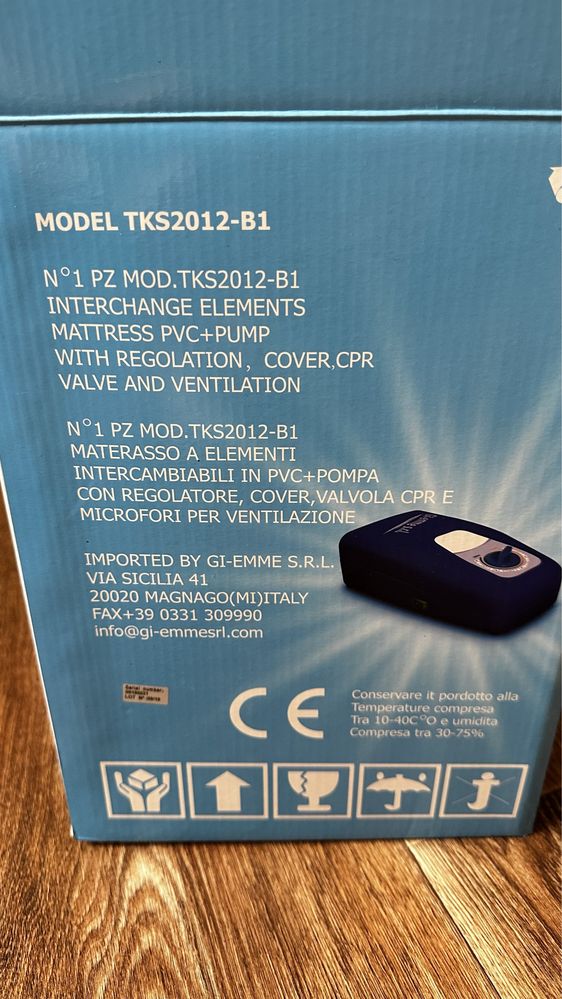 MODEL TKS2012-B1
N°1 PZ MOD.TKS2012-B1
INTERCHANGE ELEMENTS
MATTRESS PVC+PUMP
WITH REGOLATION, COVER,CPR
VALVE AND VENTILATION
N°1 PZ MOD.TKS2012-B1
MATERASSO A ELEMENTI
INTERCAMBIABILI IN PVC+POMPA
CON REGOLATORE, COVER,VALVOLA CPR E
MICROFORI PER VENTILAZIONE
IMPORTED BY GI-EMME S.R.L.
VIA SICILIA 41
20020 MAGNAGO(MI)ITALY
FAX+39 0331 309990
info@gi-emmesrl.com
Serial number:
LOT N°
CE
Conservare it pordotto alla
Temperature compresa
Tra 10-40C°O e umidita
Compresa tra 30-75%